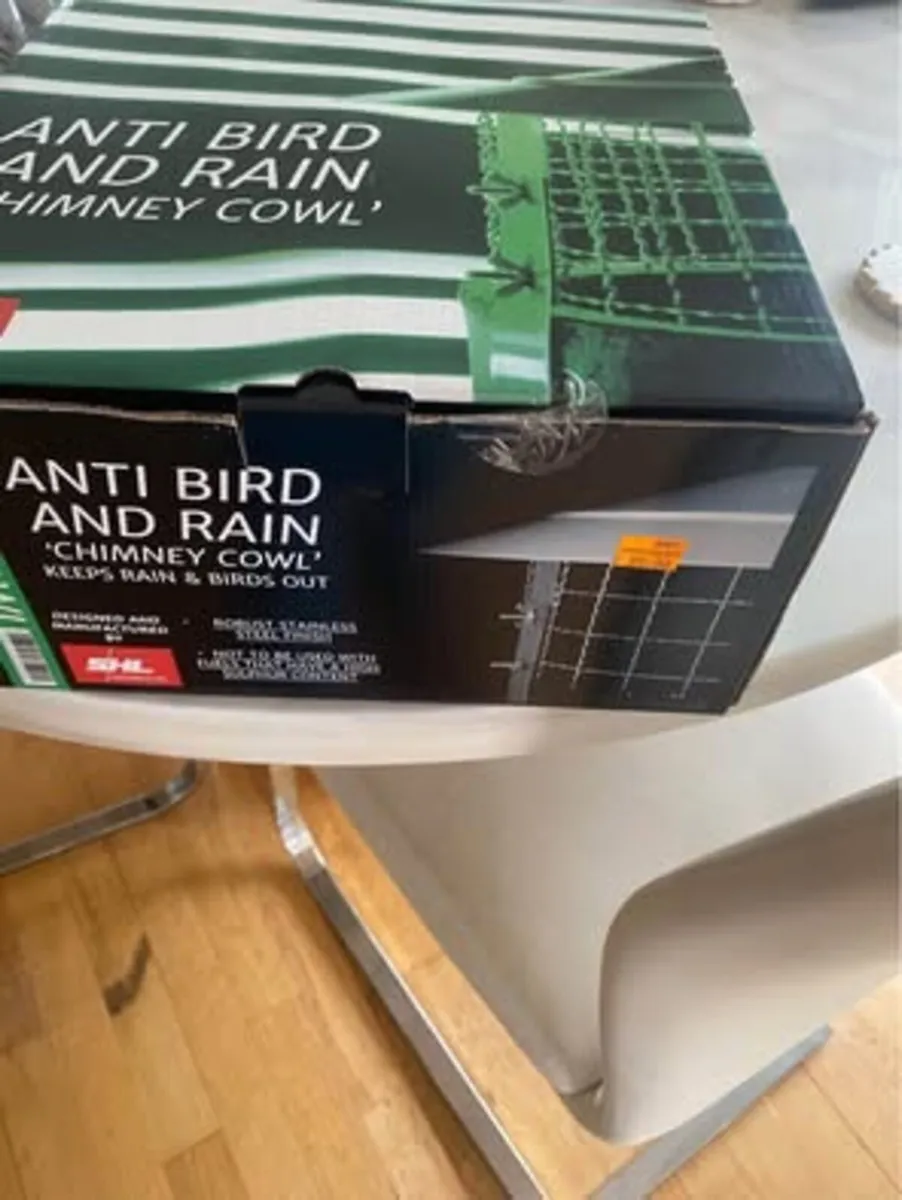 ANTI BIRD
AND RAIN
HIMNEY COWL'
ANTI BIRD
AND RAIN
'CHIMNEY COWL'
KEEPS RAIN & BIRDS OUT
DESIGNED AND
MANUFACTURED
BY
SHL
· ROBUST STAINLESS
STEEL FINISH
· NOT TO BE USED WITH
FUELS THAT HAVE A HIGH
SULPHUR CONTENT